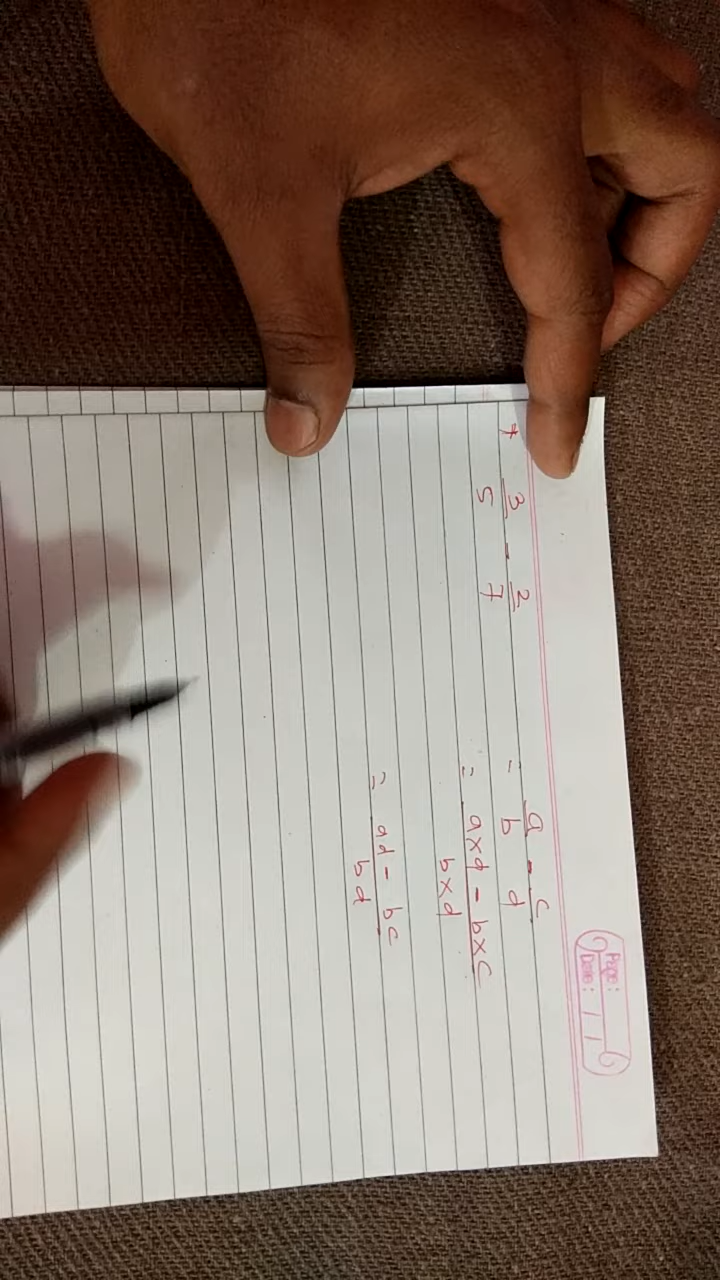 Page:
Date: / /
* 3/5 - 2/7 = a/b - c/d
= a×d - b×c / b×d
= ad - bc / bd